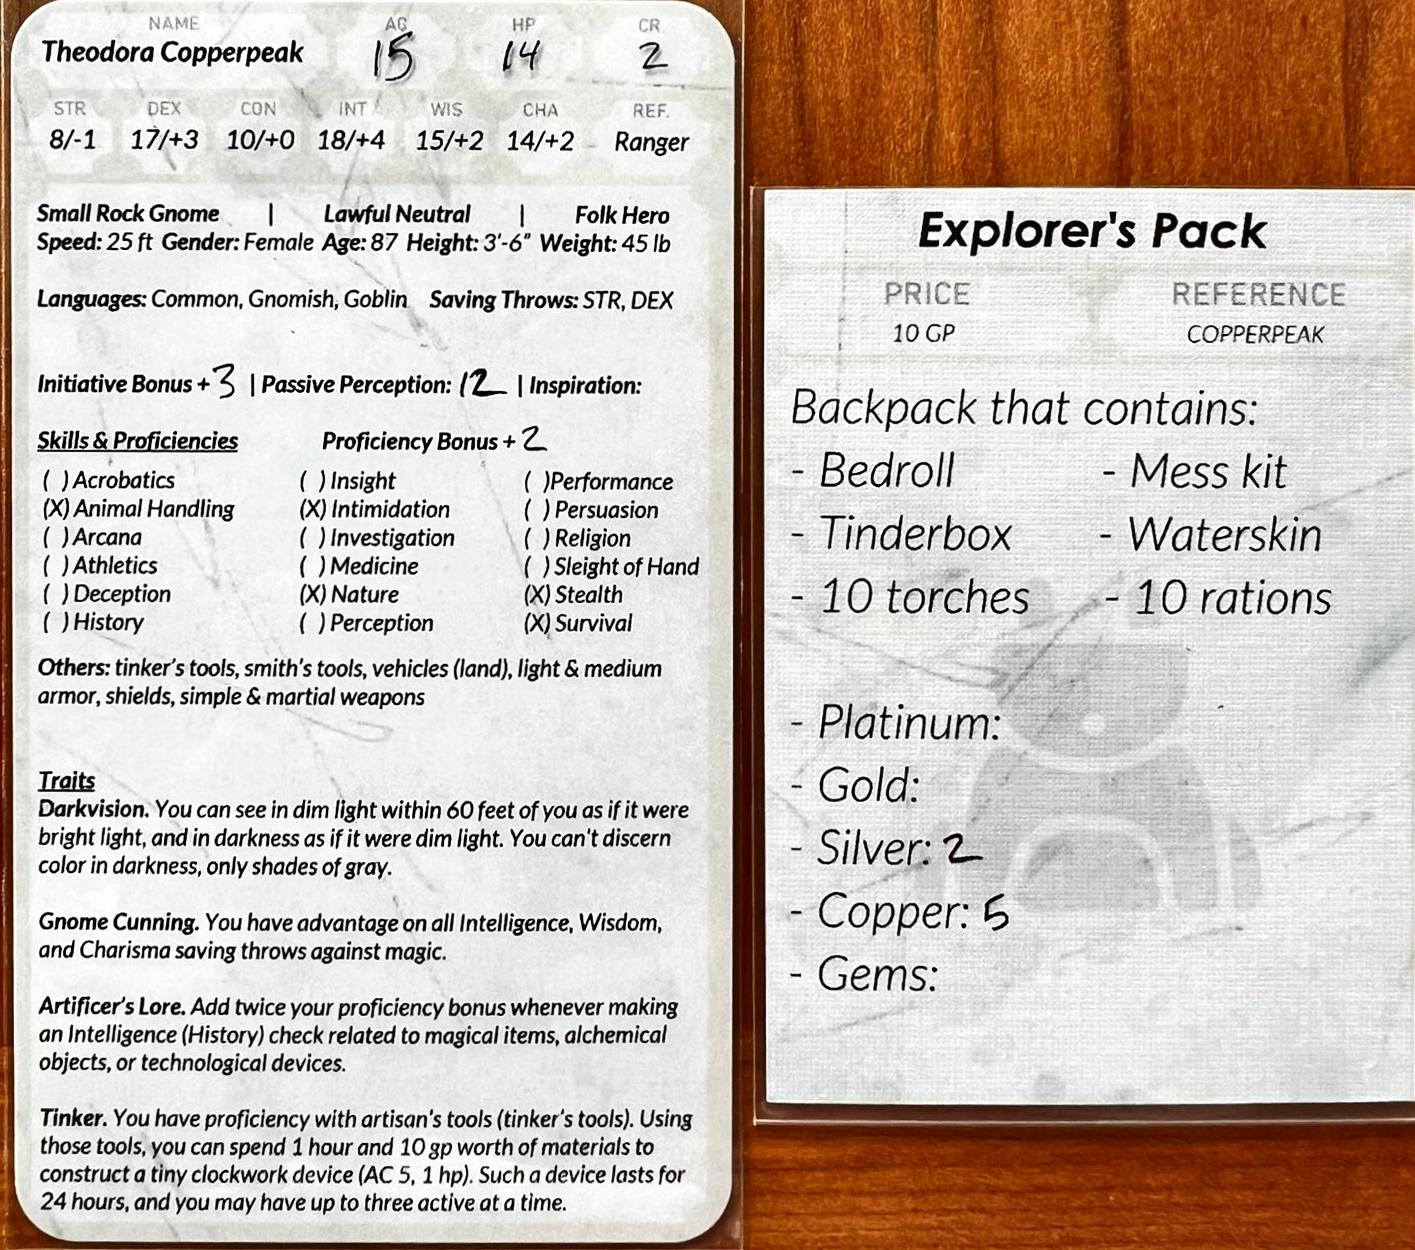 NAME AC HP CR
Theodora Copperpeak 15 14 2
STR DEX CON INT WIS CHA REF.
8/-1 17/+3 10/+0 18/+4 15/+2 14/+2 Ranger
Small Rock Gnome | Lawful Neutral | Folk Hero
Speed: 25 ft Gender: Female Age: 87 Height: 3'-6" Weight: 45 lb
Languages: Common, Gnomish, Goblin Saving Throws: STR, DEX
Initiative Bonus + 3 | Passive Perception: 12 | Inspiration:
Skills & Proficiencies Proficiency Bonus + 2
( ) Acrobatics ( ) Insight ( ) Performance
(X) Animal Handling (X) Intimidation ( ) Persuasion
( ) Arcana ( ) Investigation ( ) Religion
( ) Athletics ( ) Medicine ( ) Sleight of Hand
( ) Deception (X) Nature (X) Stealth
( ) History ( ) Perception (X) Survival
Others: tinker's tools, smith's tools, vehicles (land), light & medium
armor, shields, simple & martial weapons
Traits
Darkvision. You can see in dim light within 60 feet of you as if it were
bright light, and in darkness as if it were dim light. You can't discern
color in darkness, only shades of gray.
Gnome Cunning. You have advantage on all Intelligence, Wisdom,
and Charisma saving throws against magic.
Artificer's Lore. Add twice your proficiency bonus whenever making
an Intelligence (History) check related to magical items, alchemical
objects, or technological devices.
Tinker. You have proficiency with artisan's tools (tinker's tools). Using
those tools, you can spend 1 hour and 10 gp worth of materials to
construct a tiny clockwork device (AC 5, 1 hp). Such a device lasts for
24 hours, and you may have up to three active at a time.
Explorer's Pack
PRICE REFERENCE
10 GP COPPERPEAK
Backpack that contains:
- Bedroll - Mess kit
- Tinderbox - Waterskin
- 10 torches - 10 rations
- Platinum:
- Gold:
- Silver: 2
- Copper: 5
- Gems: